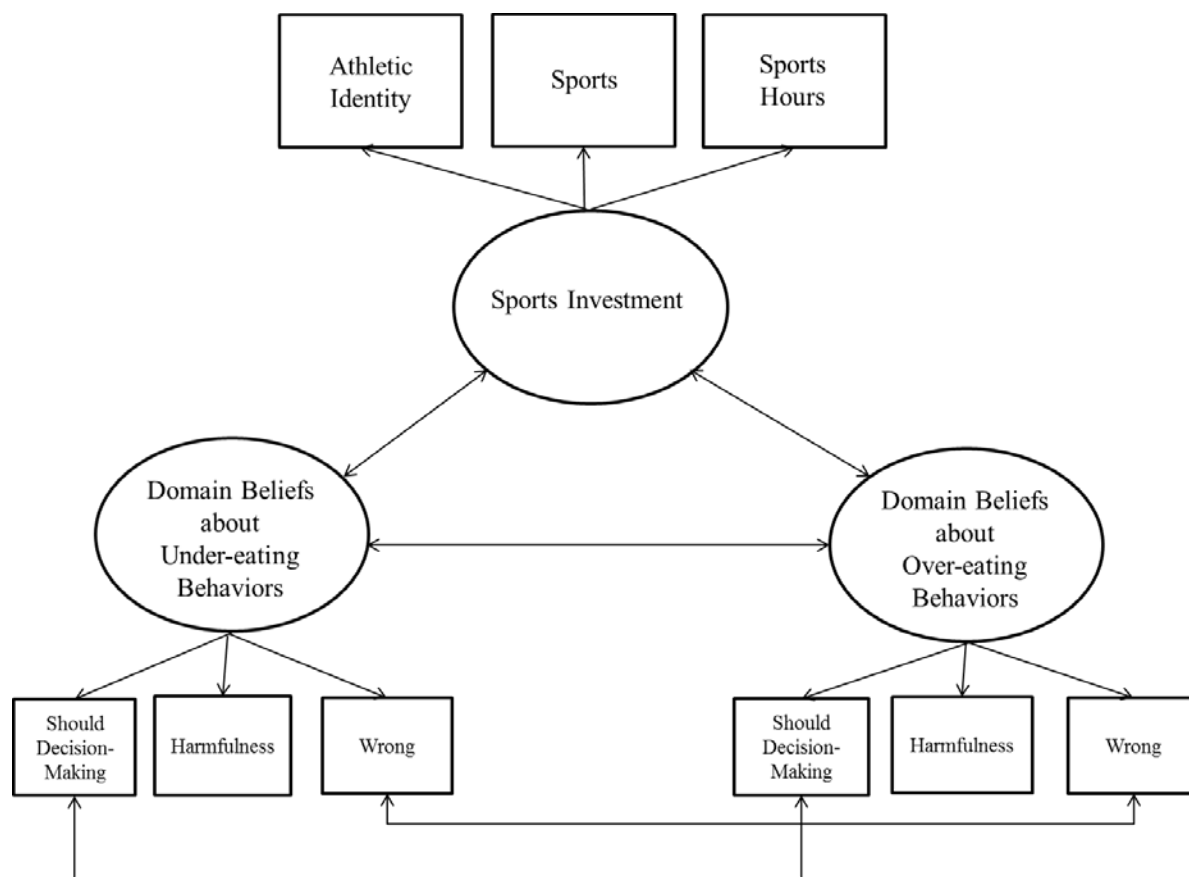 Athletic
Identity
Sports
Sports
Hours
Sports Investment
Domain Beliefs
about
Under-eating
Behaviors
Domain Beliefs
about
Over-eating
Behaviors
Should
Decision-
Making
Harmfulness
Wrong
Should
Decision-
Making
Harmfulness
Wrong